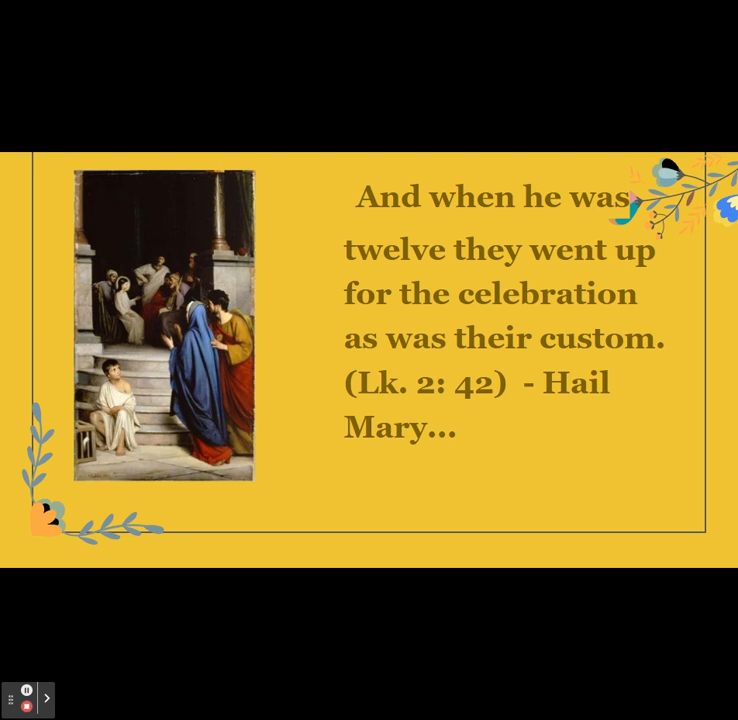 And when he was
twelve they went up
for the celebration
as was their custom.
(Lk. 2: 42)  - Hail
Mary...